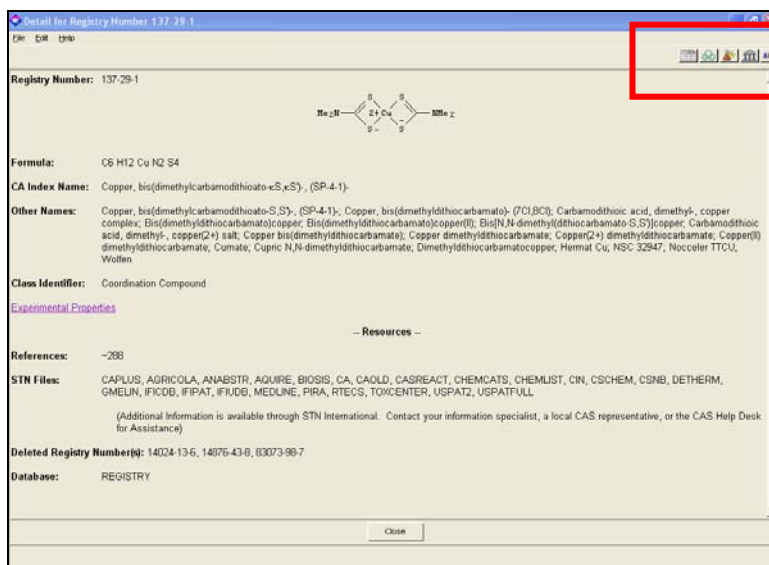 Detail for Registry Number 137-29-1
File Edit Help
Registry Number: 137-29-1
S S
Me2N 2+Cu NMe2
S- S
Formula: C6 H12 Cu N2 S4
CA Index Name: Copper, bis(dimethylcarbamodithioato-κS,κS')-, (SP-4-1)-
Other Names: Copper, bis(dimethylcarbamodithioato-S,S')-, (SP-4-1)-; Copper, bis(dimethyldithiocarbamato)- (7CI,8CI); Carbamodithioic acid, dimethyl-, copper
complex; Bis(dimethyldithiocarbamato)copper; Bis(dimethyldithiocarbamato)copper(II); Bis[N,N-dimethyl(dithiocarbamato-S,S')]copper; Carbamodithioic
acid, dimethyl-, copper(2+) salt; Copper bis(dimethyldithiocarbamate); Copper dimethyldithiocarbamate; Copper(2+) dimethyldithiocarbamate; Copper(II)
dimethyldithiocarbamate; Cumate; Cupric N,N-dimethyldithiocarbamate; Dimethyldithiocarbamatocopper; Hermat Cu; NSC 32947; Nocceler TTCU;
Wolfen
Class Identifier: Coordination Compound
Experimental Properties
-- Resources --
References: ~288
STN Files: CAPLUS, AGRICOLA, ANABSTR, AQUIRE, BIOSIS, CA, CAOLD, CASREACT, CHEMCATS, CHEMLIST, CIN, CSCHEM, CSNB, DETHERM,
GMELIN, IFICDB, IFIPAT, IFIUDB, MEDLINE, PIRA, RTECS, TOXCENTER, USPAT2, USPATFULL
(Additional Information is available through STN International. Contact your information specialist, a local CAS representative, or the CAS Help Desk
for Assistance)
Deleted Registry Number(s): 14024-13-6, 14876-43-8, 83073-98-7
Database: REGISTRY
Close